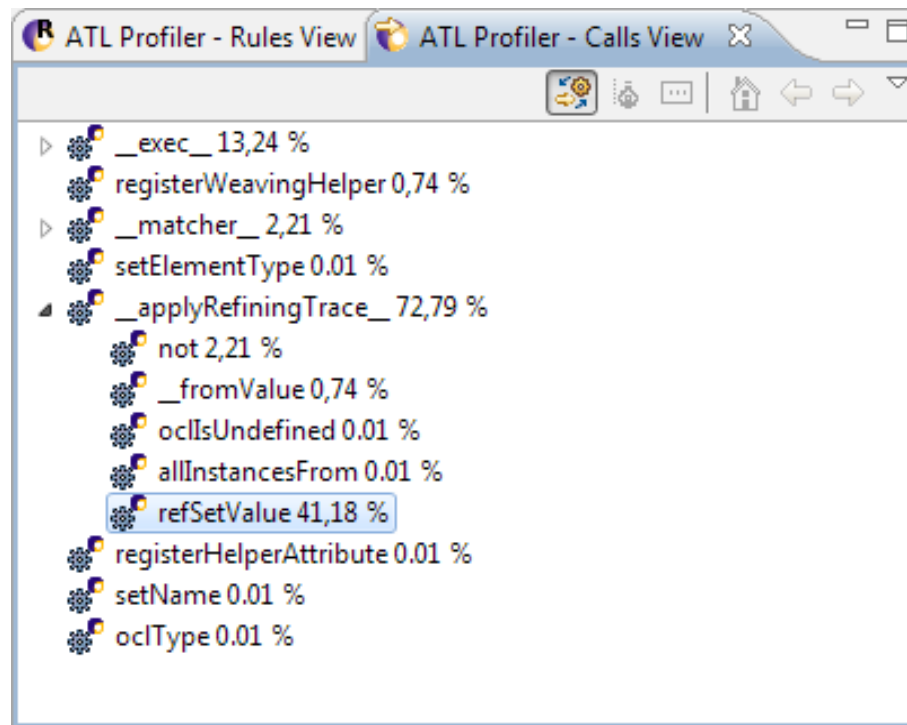 ATL Profiler - Rules View ATL Profiler - Calls View
__exec__ 13,24 %
registerWeavingHelper 0,74 %
__matcher__ 2,21 %
setElementType 0.01 %
__applyRefiningTrace__ 72,79 %
not 2,21 %
__fromValue 0,74 %
oclIsUndefined 0.01 %
allInstancesFrom 0.01 %
refSetValue 41,18 %
registerHelperAttribute 0.01 %
setName 0.01 %
oclType 0.01 %